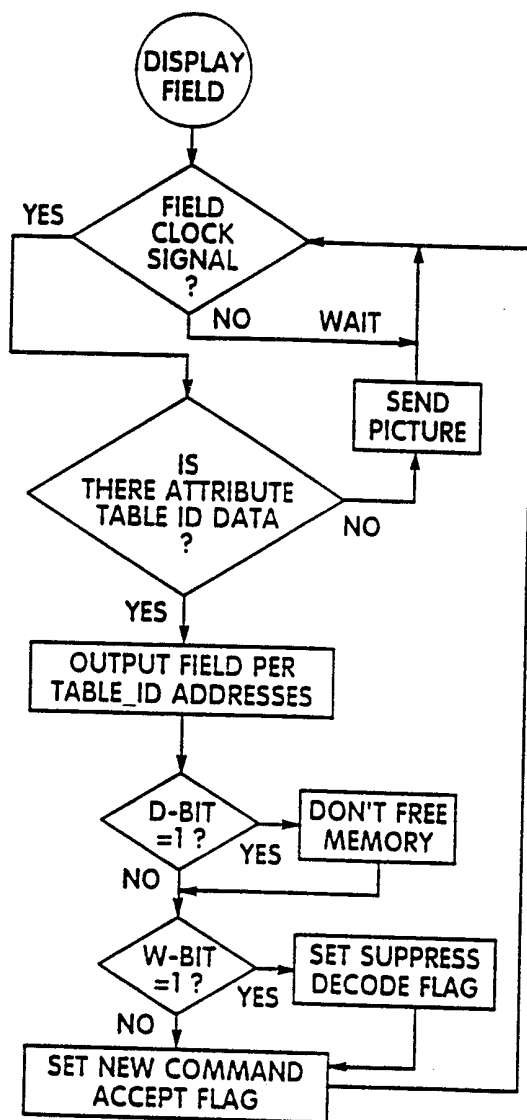 DISPLAY
FIELD
YES
FIELD
CLOCK
SIGNAL
?
NO
WAIT
SEND
PICTURE
IS
THERE ATTRIBUTE
TABLE ID DATA
?
NO
YES
OUTPUT FIELD PER
TABLE_ID ADDRESSES
D-BIT
=1 ?
YES
DON'T FREE
MEMORY
NO
W-BIT
=1 ?
YES
SET SUPPRESS
DECODE FLAG
NO
SET NEW COMMAND
ACCEPT FLAG